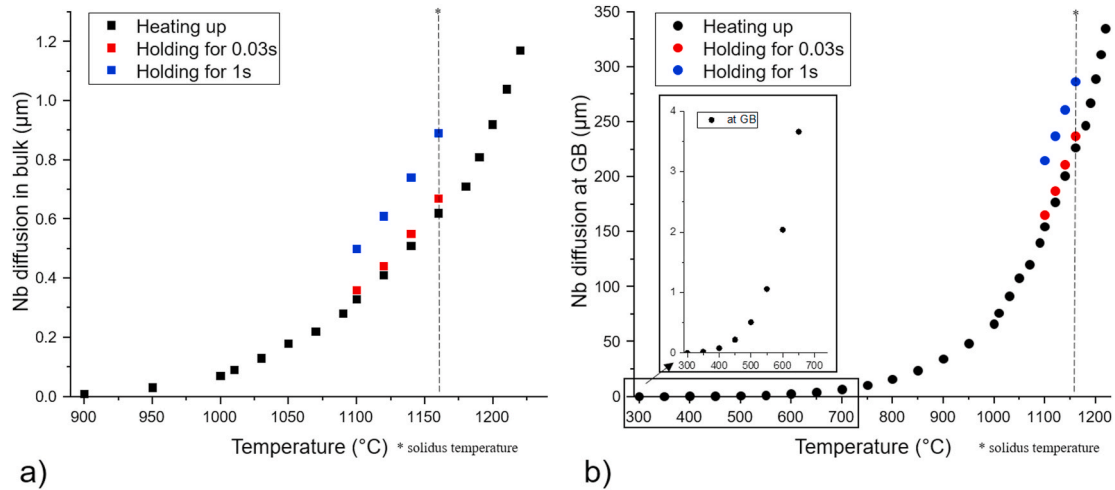 *
Heating up
Holding for 0.03s
Holding for 1s
Nb diffusion in bulk (μm)
1.2
1.0
0.8
0.6
0.4
0.2
0.0
900 950 1000 1050 1100 1150 1200
Temperature (°C)
* solidus temperature
a)
*
Heating up
Holding for 0.03s
Holding for 1s
Nb diffusion at GB (μm)
350
300
250
200
150
100
50
0
at GB
4
3
2
1
0
300 400 500 600 700
300 400 500 600 700 800 900 1000 1100 1200
Temperature (°C)
* solidus temperature
b)